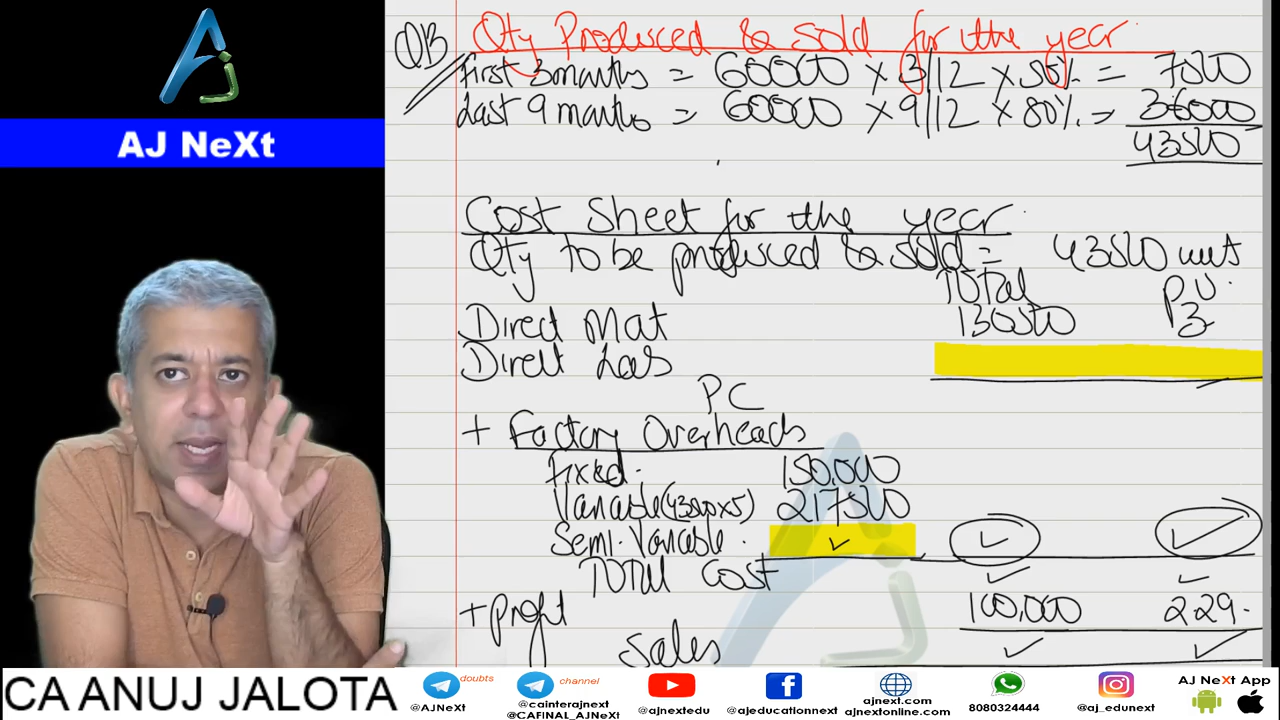 AJ NeXt
QB
Qty Produced & sold for the year
First 3 months = 60000 x 3/12 x 50% = 7500
Last 9 months = 60000 x 9/12 x 80% = 36000
43500
Cost Sheet for the year
Qty to be produced & sold = 43500 units
Total p.u.
Direct Mat 130500 3
Direct Lab
PC
+ Factory Overheads
Fixed 150,000
Variable (43500x5) 217500
Semi-Variable ✓ ✓ ✓
Total Cost ✓ ✓
+ Profit 100,000 2.29
Sales ✓ ✓
CA ANUJ JALOTA
doubts
@AJNeXt
channel
@cainterajnext
@CAFINAL_AJNeXt
@ajnextedu
@ajeducationnext
ajnext.com
ajnextonline.com
8080324444
@aj_edunext
AJ NeXt App